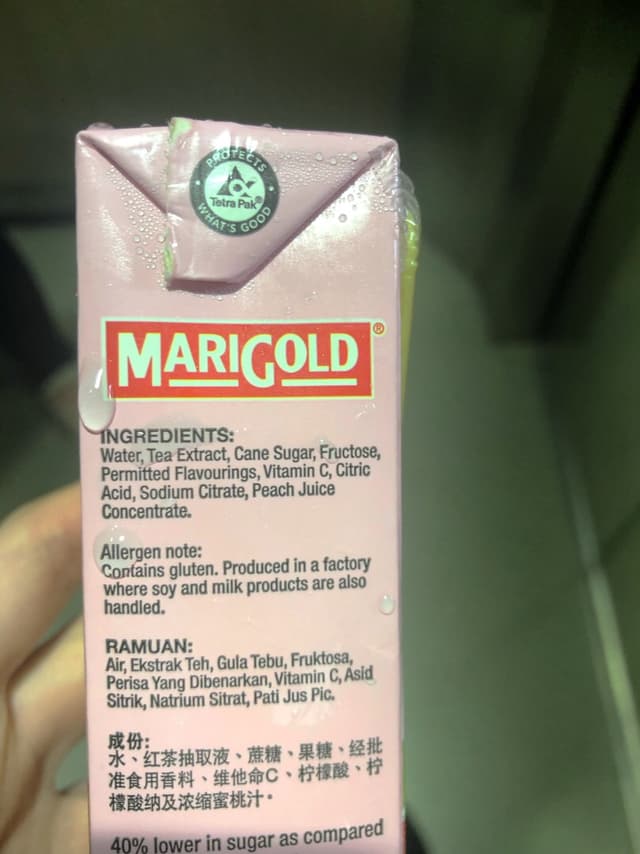 PROTECTS
Tetra Pak®
WHAT'S GOOD
MARIGOLD®
INGREDIENTS:
Water, Tea Extract, Cane Sugar, Fructose,
Permitted Flavourings, Vitamin C, Citric
Acid, Sodium Citrate, Peach Juice
Concentrate.
Allergen note:
Contains gluten. Produced in a factory
where soy and milk products are also
handled.
RAMUAN:
Air, Ekstrak Teh, Gula Tebu, Fruktosa,
Perisa Yang Dibenarkan, Vitamin C, Asid
Sitrik, Natrium Sitrat, Pati Jus Pic.
成份:
水、红茶抽取液、蔗糖、果糖、经批
准食用香料、维他命C、柠檬酸、柠
檬酸纳及浓缩蜜桃汁。
40% lower in sugar as compared